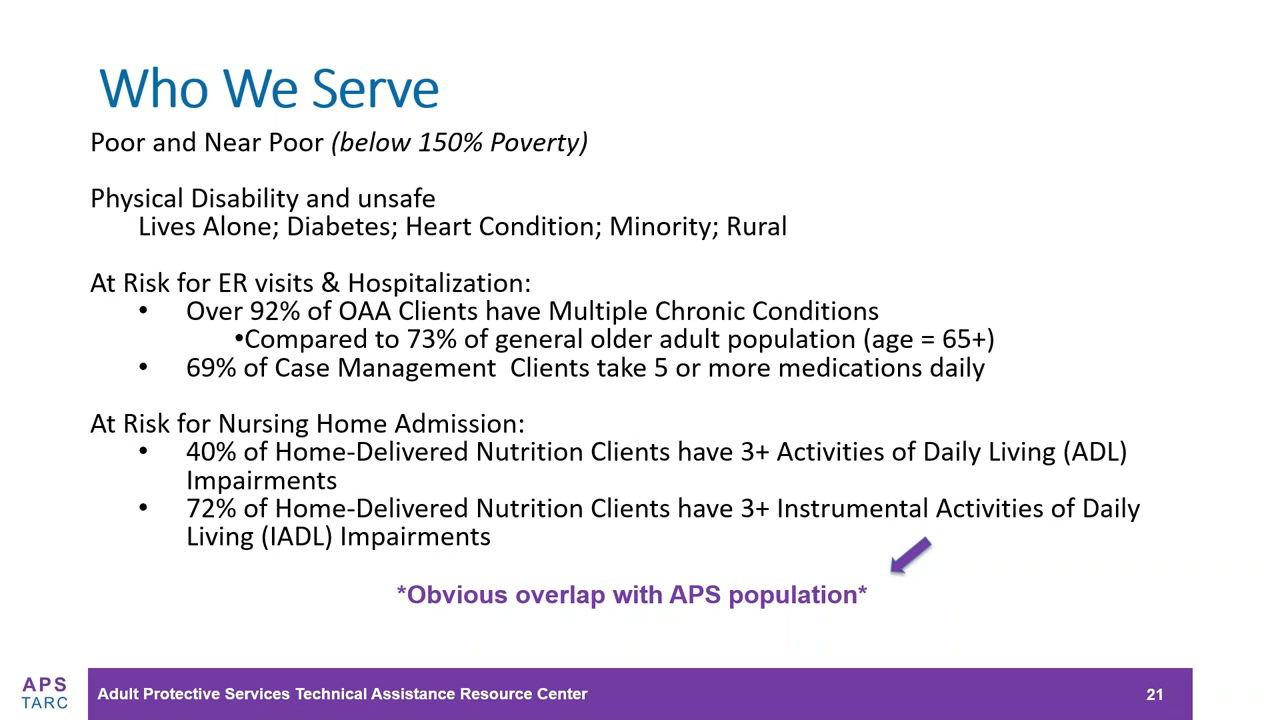 Who We Serve
Poor and Near Poor (below 150% Poverty)
Physical Disability and unsafe
Lives Alone; Diabetes; Heart Condition; Minority; Rural
At Risk for ER visits & Hospitalization:
• Over 92% of OAA Clients have Multiple Chronic Conditions
•Compared to 73% of general older adult population (age = 65+)
• 69% of Case Management  Clients take 5 or more medications daily
At Risk for Nursing Home Admission:
• 40% of Home-Delivered Nutrition Clients have 3+ Activities of Daily Living (ADL)
Impairments
• 72% of Home-Delivered Nutrition Clients have 3+ Instrumental Activities of Daily
Living (IADL) Impairments
*Obvious overlap with APS population*
APS
TARC
Adult Protective Services Technical Assistance Resource Center
21